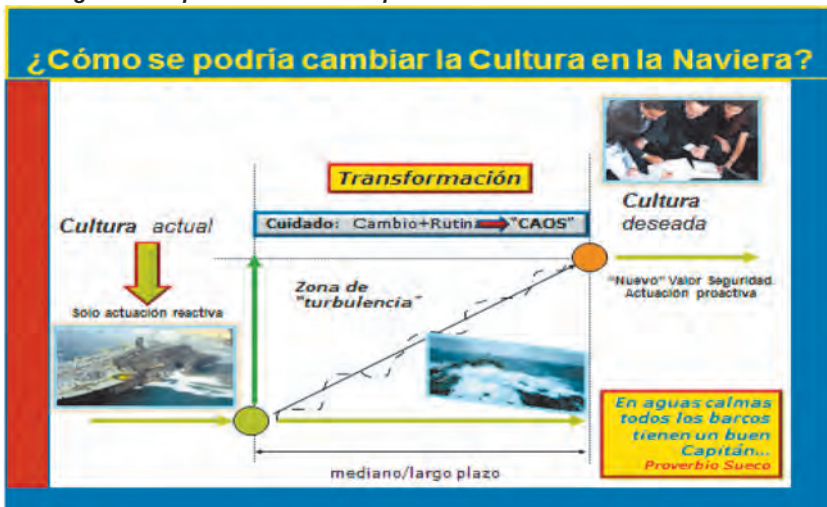 ¿Cómo se podría cambiar la Cultura en la Naviera?
Transformación
Cuidado: Cambio+Rutina "CAOS"
Cultura actual
Solo actuación reactiva
Zona de
"turbulencia"
Cultura
deseada
"Nuevo" Valor Seguridad
Actuación proactiva
mediano/largo plazo
En aguas calmas
todos los barcos
tienen un buen
Capitán...
Proverbio Sueco